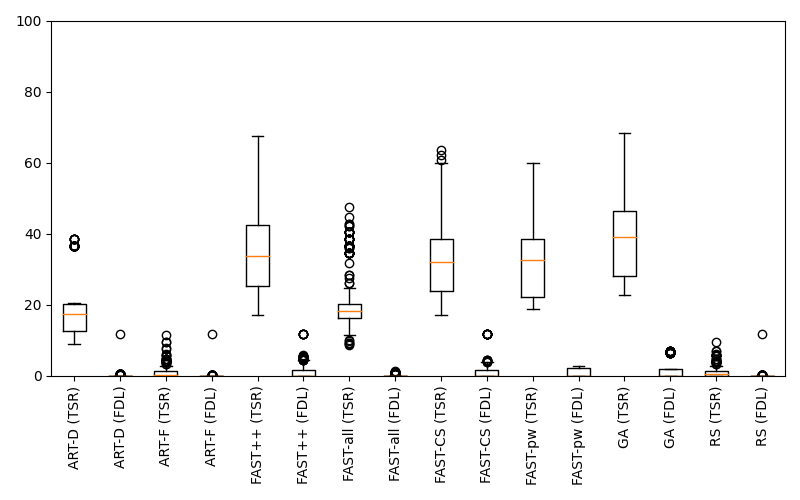 100
80
60
40
20
0
ART-D (TSR)
ART-D (FDL)
ART-F (TSR)
ART-F (FDL)
FAST++ (TSR)
FAST++ (FDL)
FAST-all (TSR)
FAST-all (FDL)
FAST-CS (TSR)
FAST-CS (FDL)
FAST-pw (TSR)
FAST-pw (FDL)
GA (TSR)
GA (FDL)
RS (TSR)
RS (FDL)